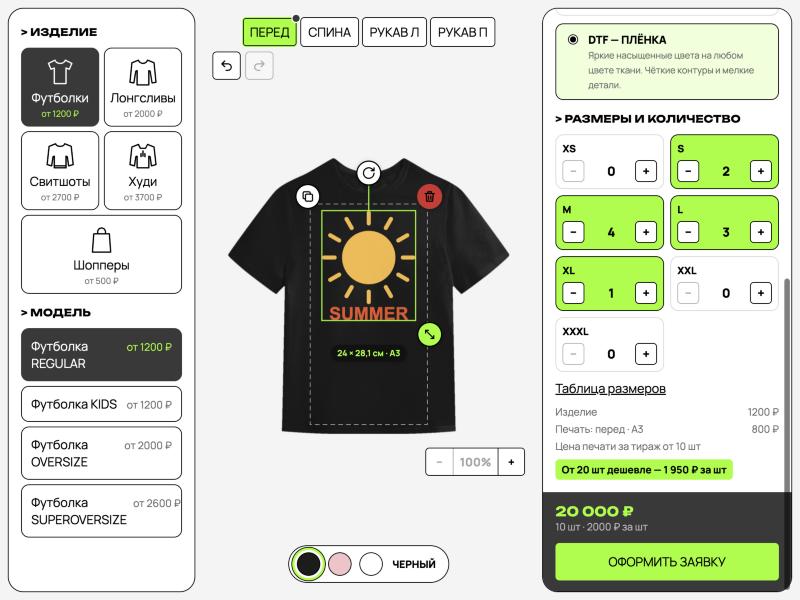 > ИЗДЕЛИЕ
Футболки
от 1200 ₽
Лонгсливы
от 2000 ₽
Свитшоты
от 2700 ₽
Худи
от 3700 ₽
Шопперы
от 500 ₽
> МОДЕЛЬ
Футболка REGULAR
от 1200 ₽
Футболка KIDS
от 1200 ₽
Футболка OVERSIZE
от 2000 ₽
Футболка SUPEROVERSIZE
от 2600 ₽
ПЕРЕД
СПИНА
РУКАВ Л
РУКАВ П
SUMMER
24 × 28,1 см · A3
− 100% +
ЧЕРНЫЙ
DTF — ПЛЁНКА
Яркие насыщенные цвета на любом
цвете ткани. Чёткие контуры и мелкие
детали.
> РАЗМЕРЫ И КОЛИЧЕСТВО
XS
− 0 +
S
− 2 +
M
− 4 +
L
− 3 +
XL
− 1 +
XXL
− 0 +
XXXL
− 0 +
Таблица размеров
Изделие 1200 ₽
Печать: перед · A3 800 ₽
Цена печати за тираж от 10 шт
От 20 шт дешевле — 1 950 ₽ за шт
20 000 ₽
10 шт · 2000 ₽ за шт
ОФОРМИТЬ ЗАЯВКУ